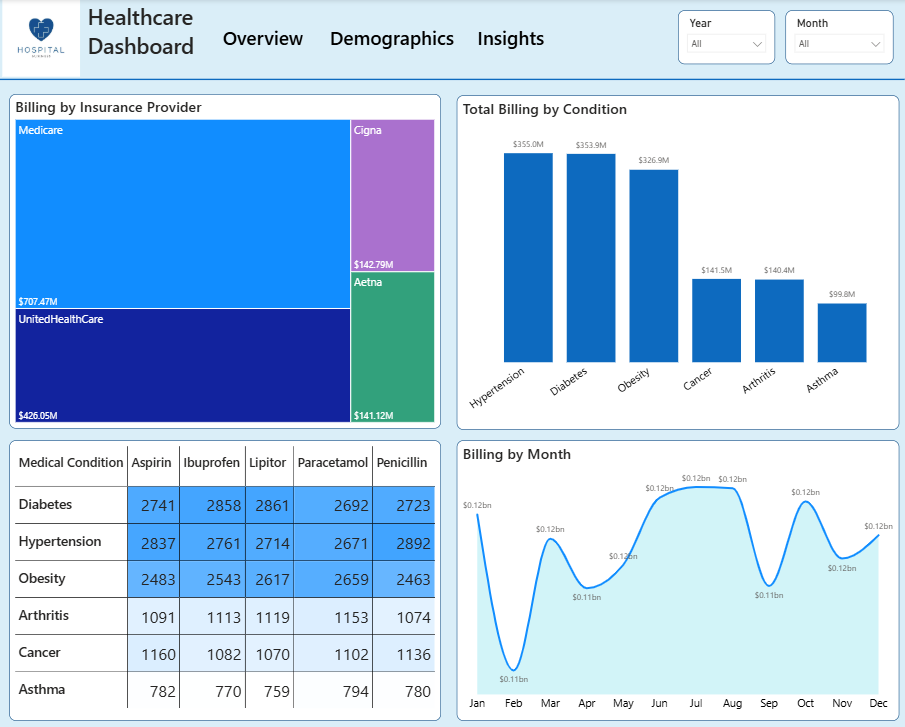 HOSPITAL
Healthcare
Dashboard
Overview
Demographics
Insights
Year
All
Month
All
Billing by Insurance Provider
Medicare
$707.47M
UnitedHealthCare
$426.05M
Cigna
$142.79M
Aetna
$141.12M
Total Billing by Condition
$355.0M
$353.9M
$326.9M
$141.5M
$140.4M
$99.8M
Hypertension
Diabetes
Obesity
Cancer
Arthritis
Asthma
Medical Condition Aspirin Ibuprofen Lipitor Paracetamol Penicillin
Diabetes 2741 2858 2861 2692 2723
Hypertension 2837 2761 2714 2671 2892
Obesity 2483 2543 2617 2659 2463
Arthritis 1091 1113 1119 1153 1074
Cancer 1160 1082 1070 1102 1136
Asthma 782 770 759 794 780
Billing by Month
$0.12bn
$0.11bn
$0.12bn
$0.11bn
$0.12bn
$0.12bn
$0.12bn
$0.12bn
$0.11bn
$0.12bn
$0.12bn
$0.12bn
Jan Feb Mar Apr May Jun Jul Aug Sep Oct Nov Dec